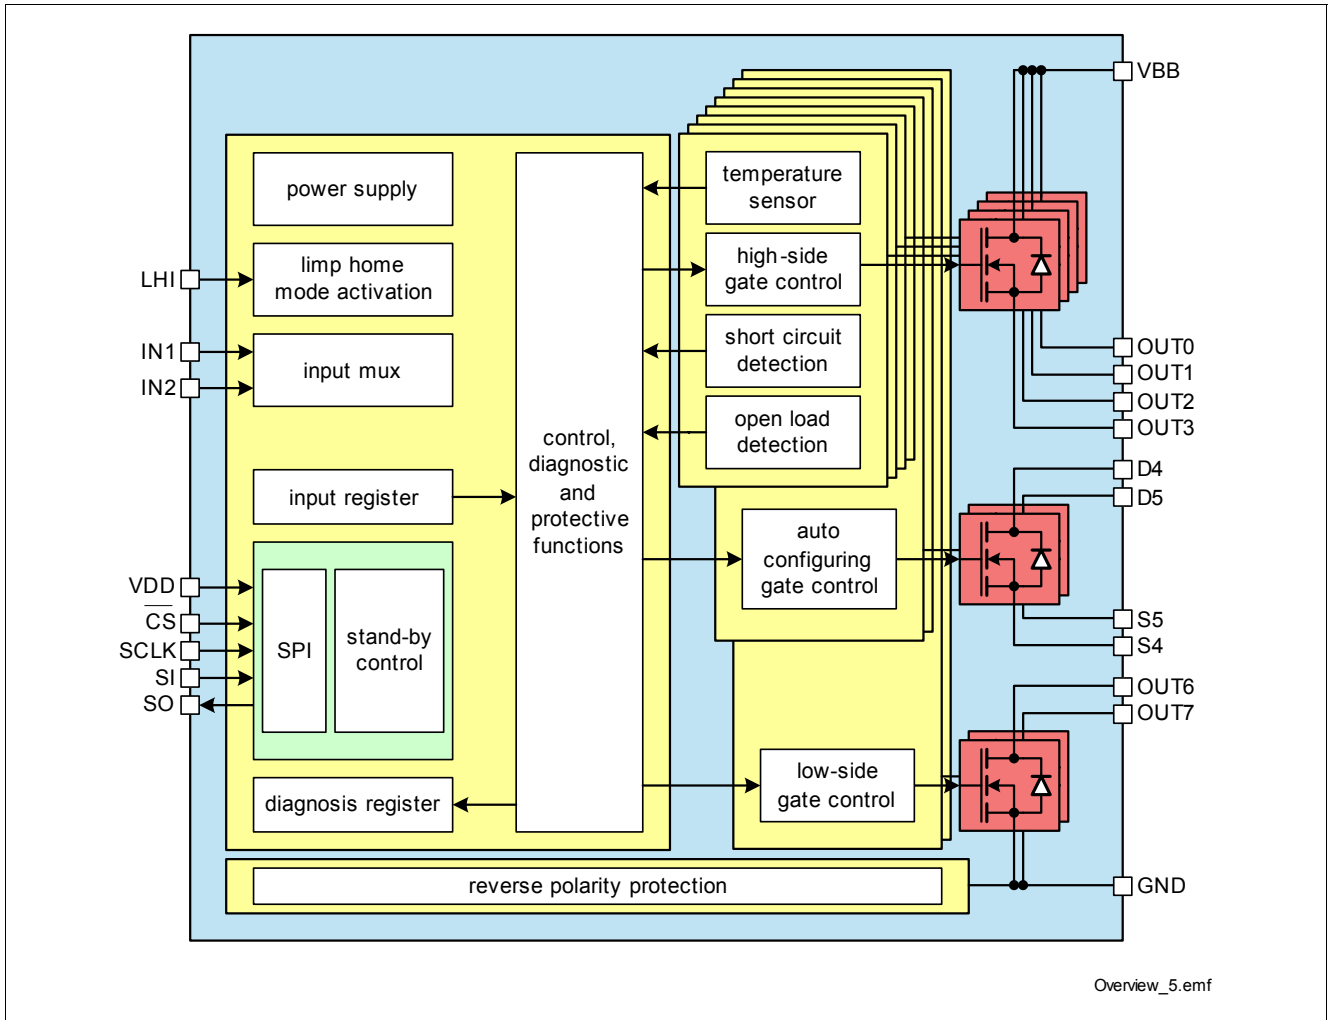 VBB
power supply
temperature
sensor
LHI
limp home
mode activation
high-side
gate control
IN1
IN2
input mux
short circuit
detection
OUT0
OUT1
OUT2
OUT3
open load
detection
control,
diagnostic
and
protective
functions
D4
D5
input register
auto
configuring
gate control
VDD
CS
SCLK
SI
SO
SPI
stand-by
control
S5
S4
OUT6
OUT7
low-side
gate control
diagnosis register
reverse polarity protection
GND
Overview_5.emf